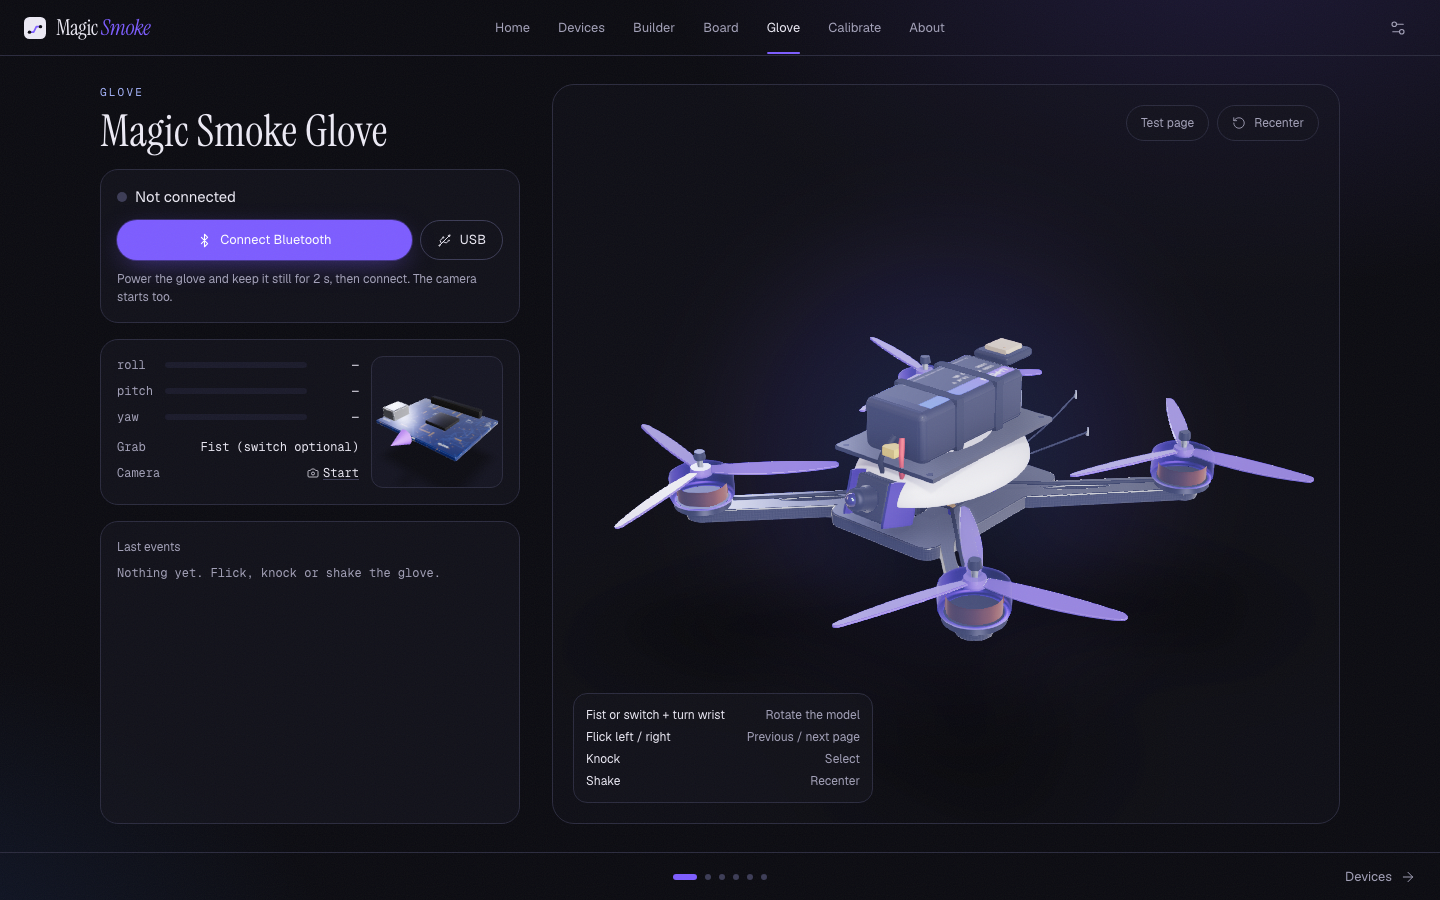 Magic Smoke
Home
Devices
Builder
Board
Glove
Calibrate
About
GLOVE
Magic Smoke Glove
Not connected
Connect Bluetooth
USB
Power the glove and keep it still for 2 s, then connect. The camera
starts too.
roll –
pitch –
yaw –
Grab Fist (switch optional)
Camera Start
Last events
Nothing yet. Flick, knock or shake the glove.
Test page
Recenter
Fist or switch + turn wrist Rotate the model
Flick left / right Previous / next page
Knock Select
Shake Recenter
Devices